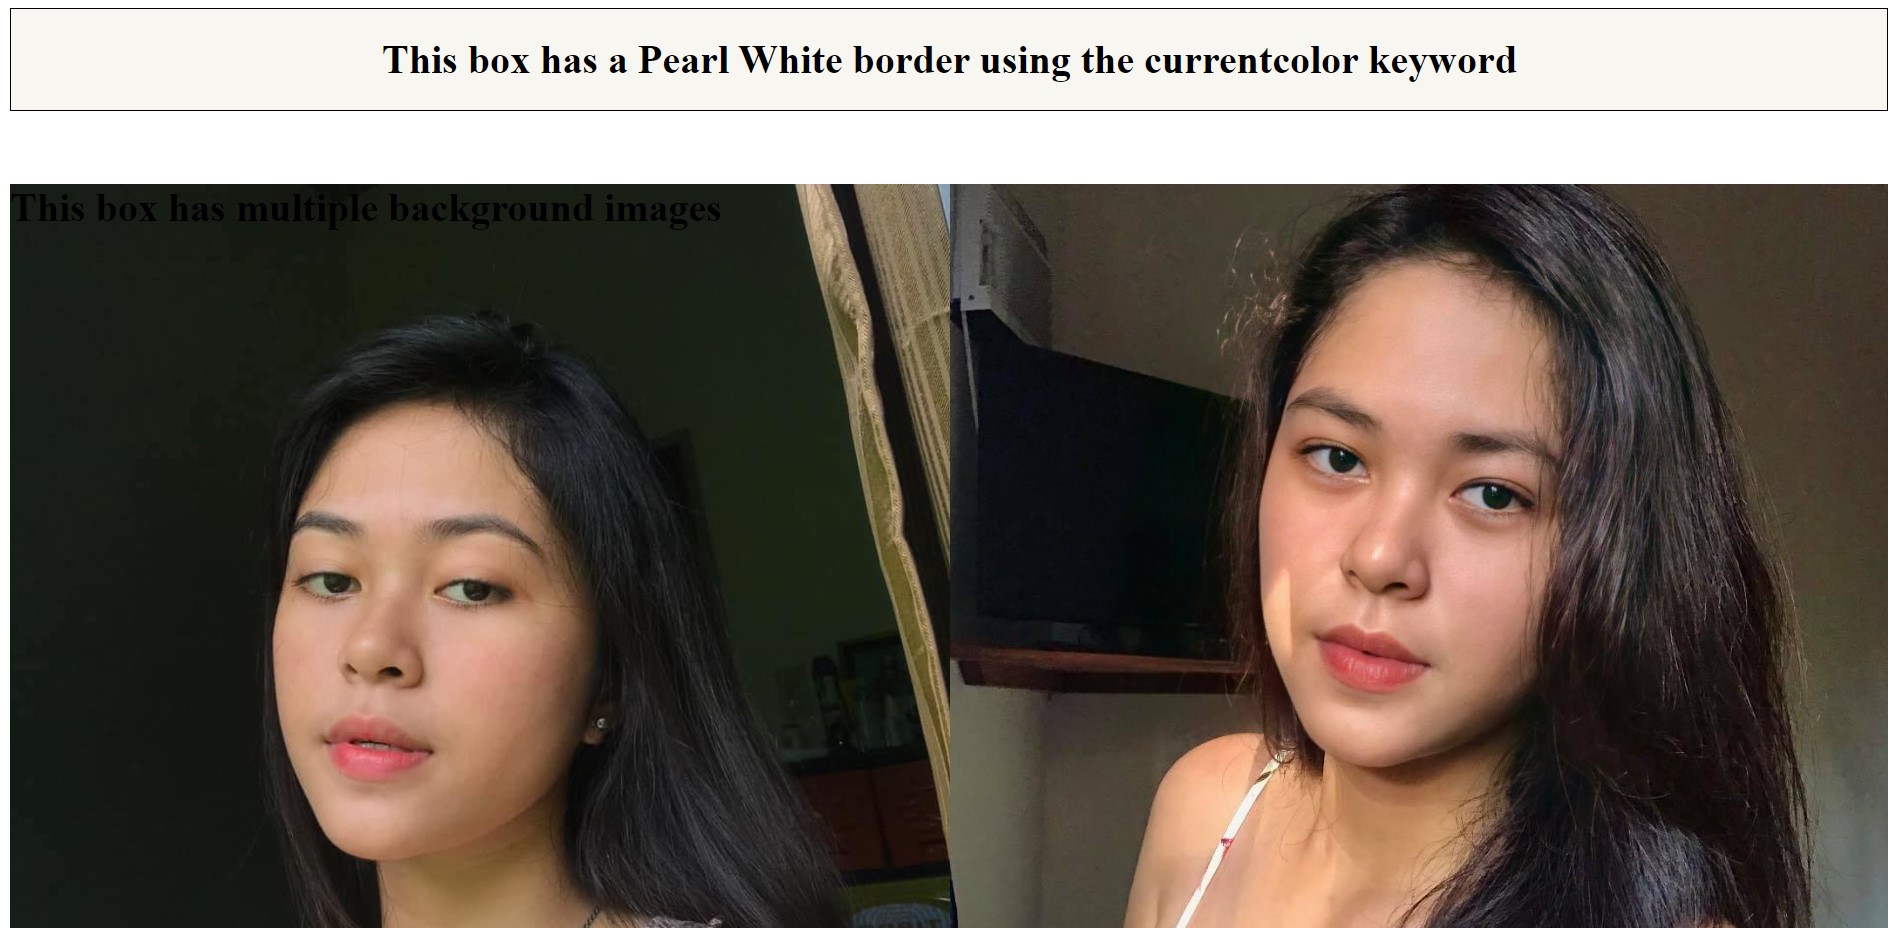 This box has a Pearl White border using the currentcolor keyword
This box has multiple background images